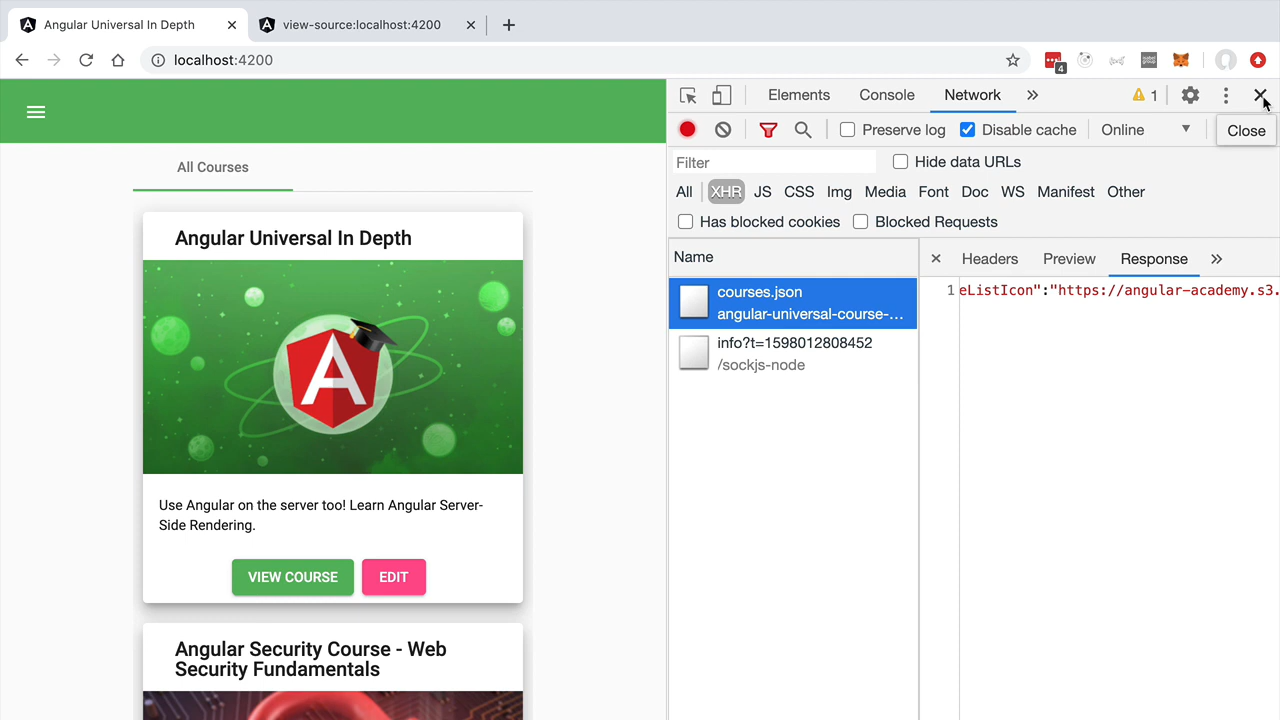 Angular Universal In Depth
view-source:localhost:4200
localhost:4200
4
Elements
Console
Network
1
Preserve log
Disable cache
Online
Close
Filter
Hide data URLs
All
XHR
JS
CSS
Img
Media
Font
Doc
WS
Manifest
Other
Has blocked cookies
Blocked Requests
Name
Headers
Preview
Response
courses.json
angular-universal-course-...
info?t=1598012808452
/sockjs-node
1
eListIcon":"https://angular-academy.s3.
All Courses
Angular Universal In Depth
A
Use Angular on the server too! Learn Angular Server-
Side Rendering.
VIEW COURSE
EDIT
Angular Security Course - Web
Security Fundamentals